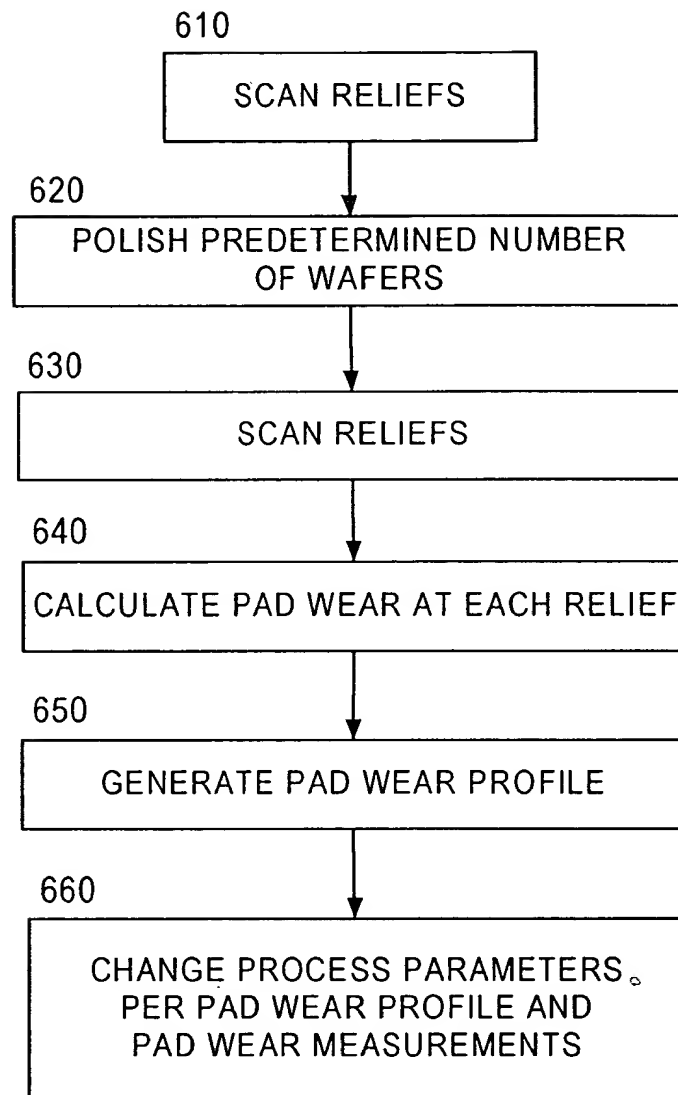 610
SCAN RELIEFS
620
POLISH PREDETERMINED NUMBER
OF WAFERS
630
SCAN RELIEFS
640
CALCULATE PAD WEAR AT EACH RELIEF
650
GENERATE PAD WEAR PROFILE
660
CHANGE PROCESS PARAMETERS
PER PAD WEAR PROFILE AND
PAD WEAR MEASUREMENTS